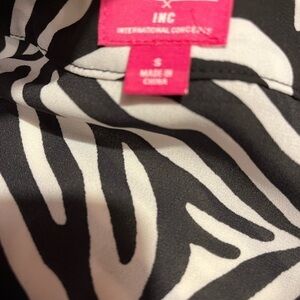 ×
INC
INTERNATIONAL CONCEPTS
S
MADE IN
CHINA